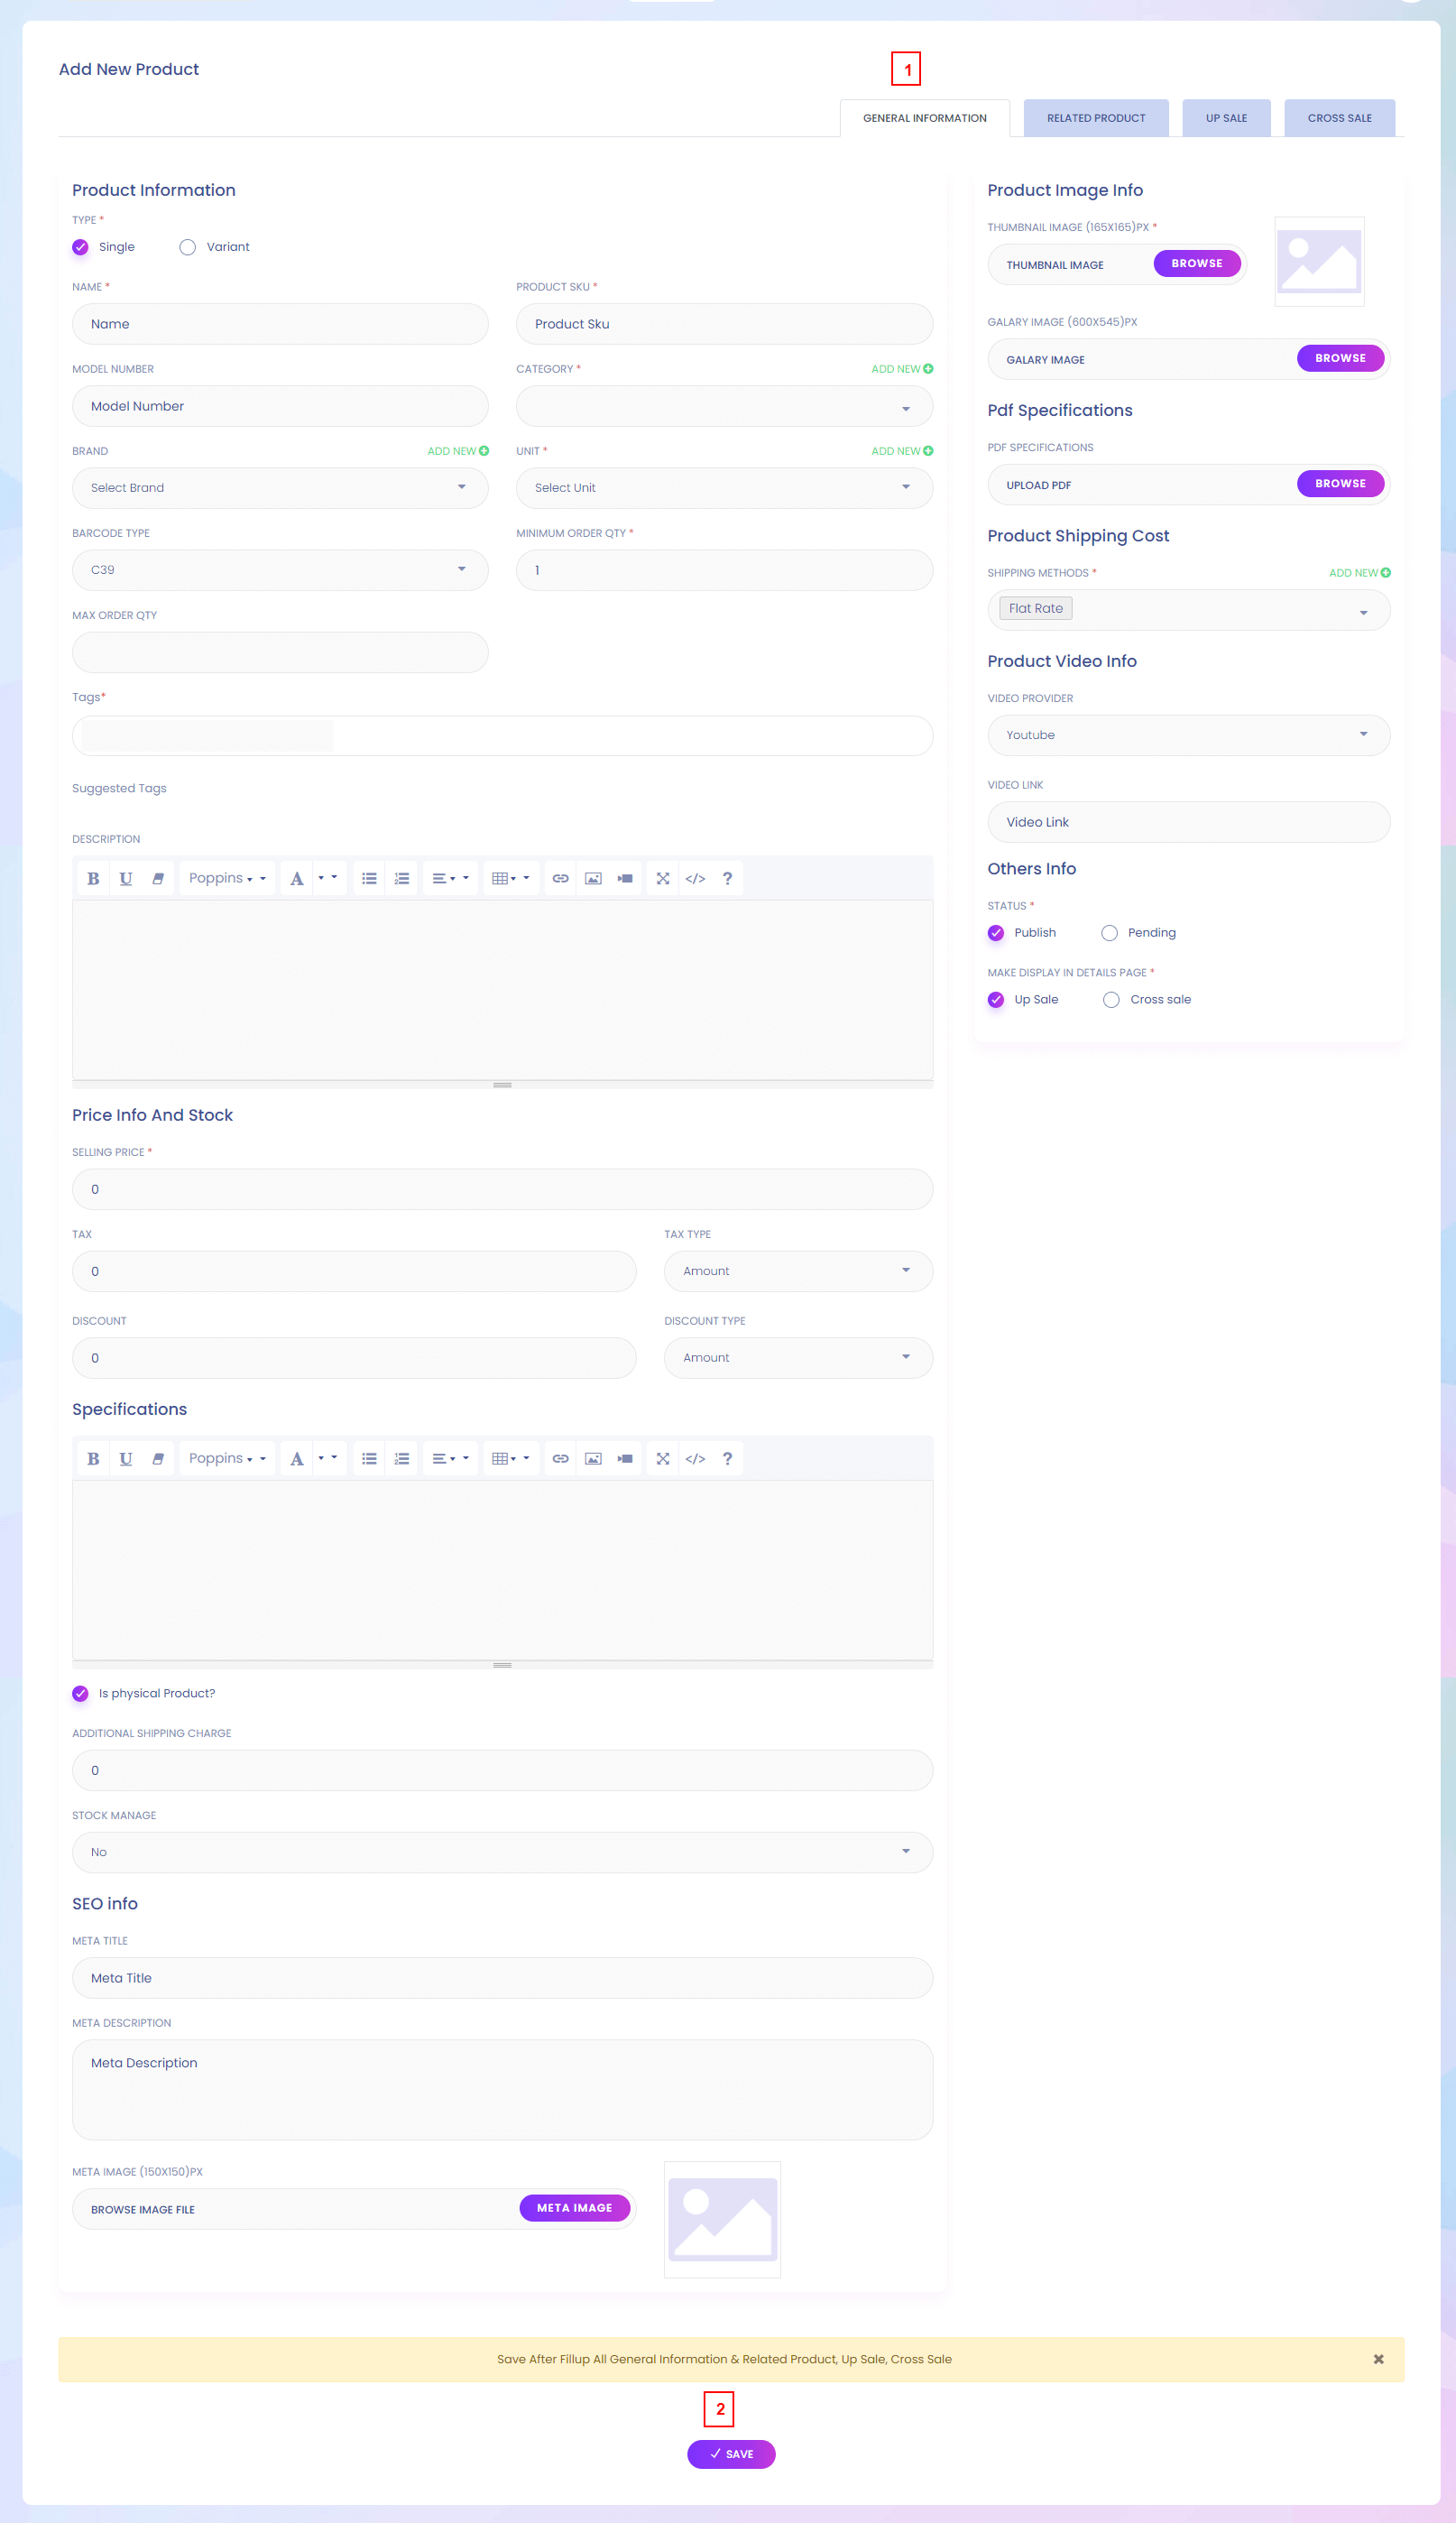 Add New Product
1
GENERAL INFORMATION RELATED PRODUCT UP SALE CROSS SALE
Product Information
TYPE *
Single Variant
NAME * PRODUCT SKU *
Name Product Sku
MODEL NUMBER CATEGORY * ADD NEW
Model Number
BRAND ADD NEW UNIT * ADD NEW
Select Brand Select Unit
BARCODE TYPE MINIMUM ORDER QTY *
C39 1
MAX ORDER QTY
Tags*
Suggested Tags
DESCRIPTION
B U Poppins A </> ?
Price Info And Stock
SELLING PRICE *
0
TAX TAX TYPE
0 Amount
DISCOUNT DISCOUNT TYPE
0 Amount
Specifications
B U Poppins A </> ?
Is physical Product?
ADDITIONAL SHIPPING CHARGE
0
STOCK MANAGE
No
SEO info
META TITLE
Meta Title
META DESCRIPTION
Meta Description
META IMAGE (150X150)PX
BROWSE IMAGE FILE META IMAGE
Product Image Info
THUMBNAIL IMAGE (165X165)PX *
THUMBNAIL IMAGE BROWSE
GALARY IMAGE (600X545)PX
GALARY IMAGE BROWSE
Pdf Specifications
PDF SPECIFICATIONS
UPLOAD PDF BROWSE
Product Shipping Cost
SHIPPING METHODS * ADD NEW
Flat Rate
Product Video Info
VIDEO PROVIDER
Youtube
VIDEO LINK
Video Link
Others Info
STATUS *
Publish Pending
MAKE DISPLAY IN DETAILS PAGE *
Up Sale Cross sale
Save After Fillup All General Information & Related Product, Up Sale, Cross Sale
2
SAVE